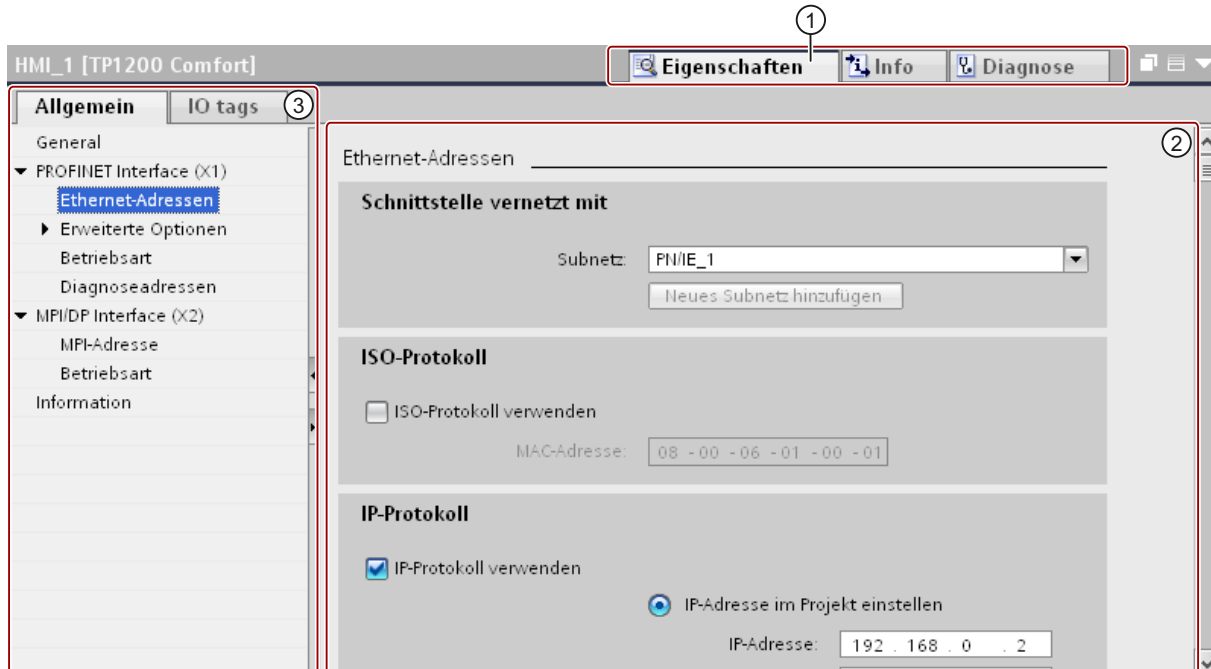 1
HMI_1 [TP1200 Comfort]
Eigenschaften
Info
Diagnose
Allgemein
IO tags
3
General
PROFINET Interface (X1)
Ethernet-Adressen
Erweiterte Optionen
Betriebsart
Diagnoseadressen
MPI/DP Interface (X2)
MPI-Adresse
Betriebsart
Information
2
Ethernet-Adressen
Schnittstelle vernetzt mit
Subnetz: PN/IE_1
Neues Subnetz hinzufügen
ISO-Protokoll
ISO-Protokoll verwenden
MAC-Adresse: 08 - 00 - 06 - 01 - 00 - 01
IP-Protokoll
IP-Protokoll verwenden
IP-Adresse im Projekt einstellen
IP-Adresse: 192 . 168 . 0 . 2